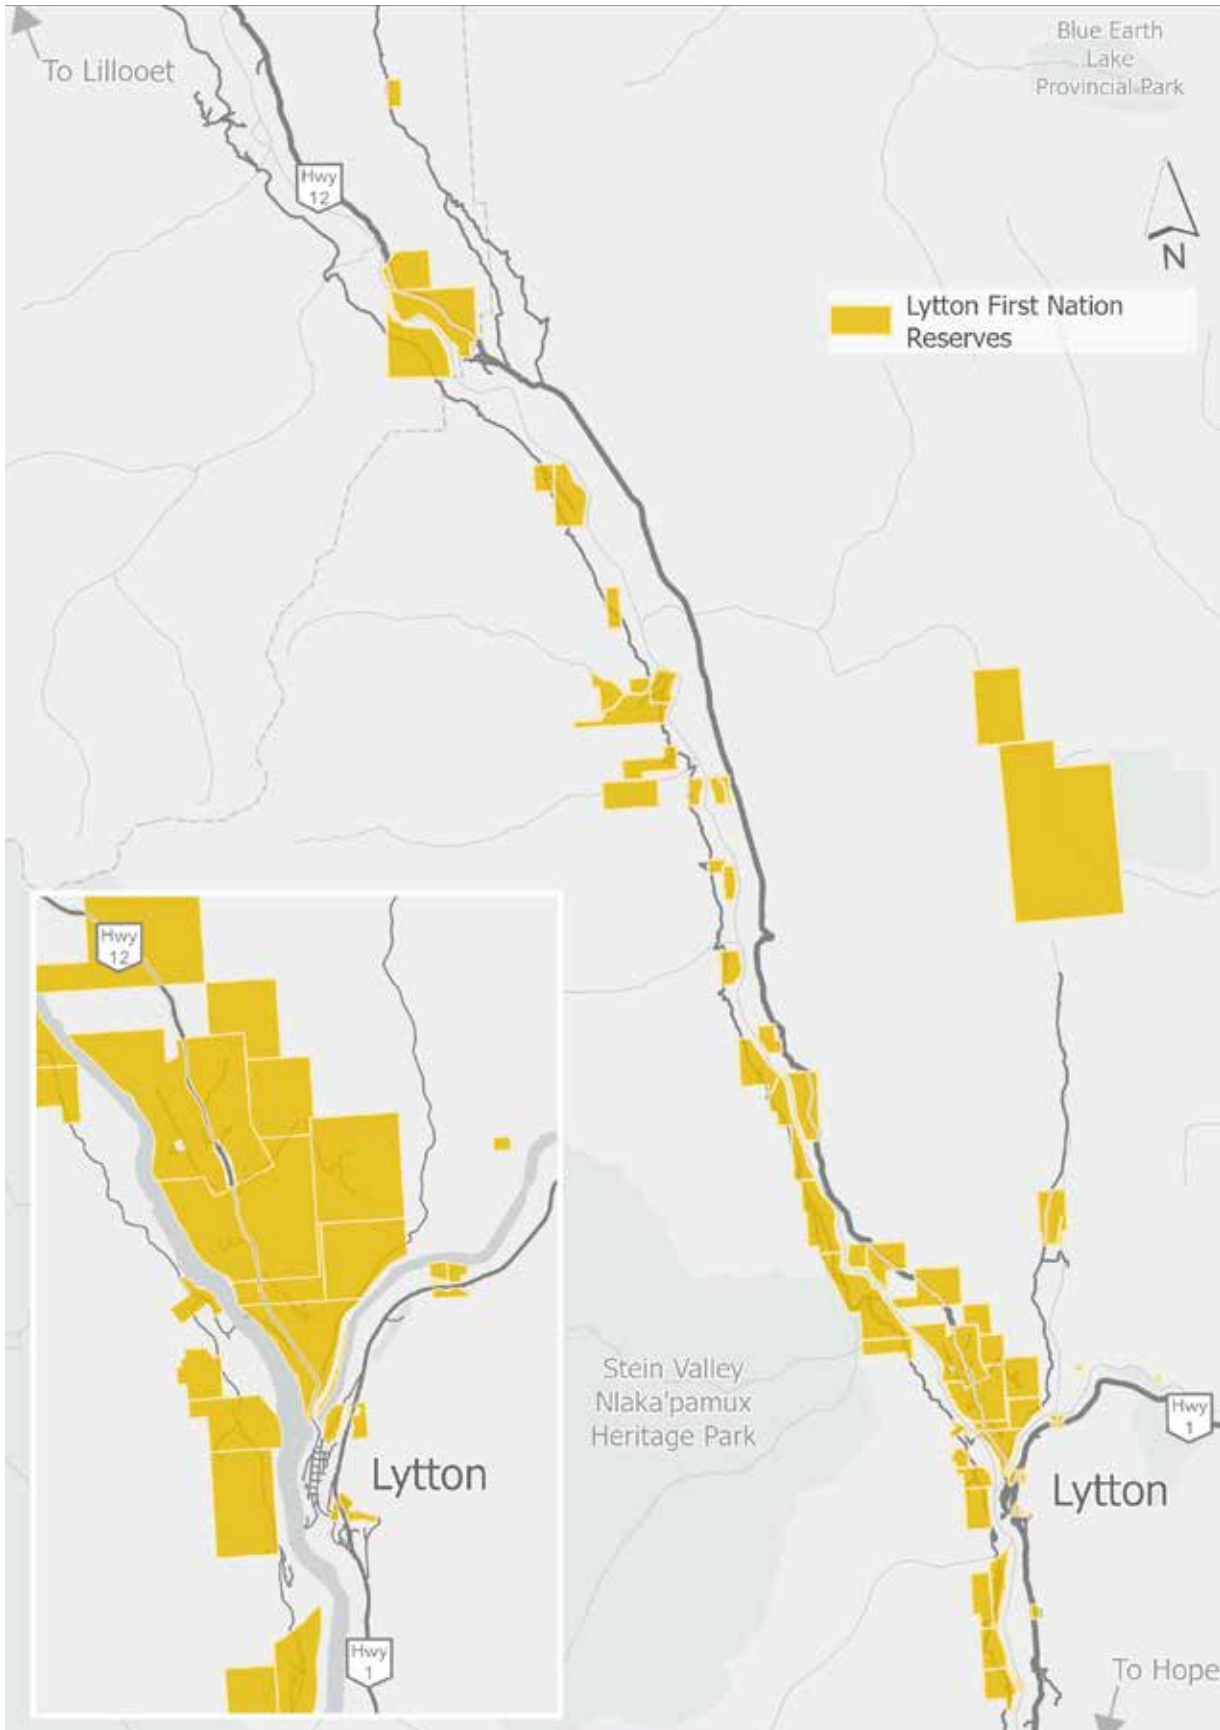 To Lillooet
Blue Earth
Lake
Provincial Park
Hwy
12
N
Lytton First Nation
Reserves
Hwy
12
Stein Valley
Nlaka'pamux
Heritage Park
Hwy
1
Lytton
Lytton
Hwy
1
To Hope